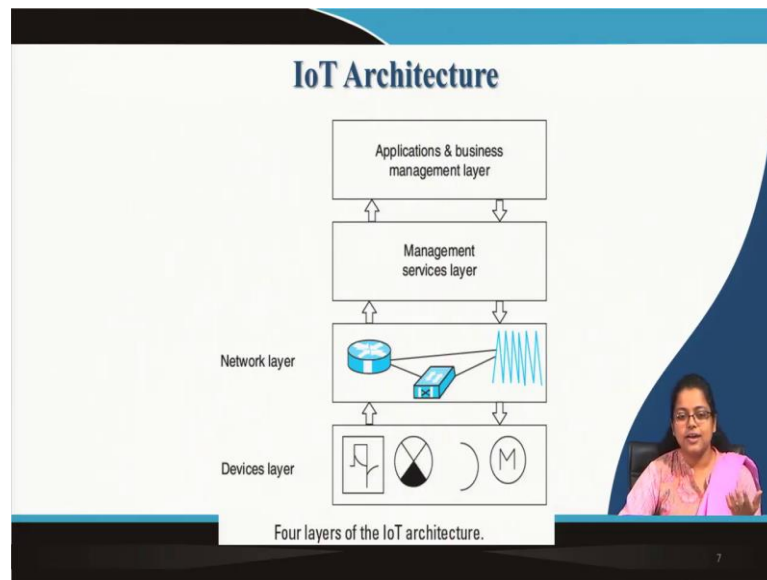 IoT Architecture
Applications & business
management layer
Management
services layer
Network layer
Devices layer
M
Four layers of the IoT architecture.
7